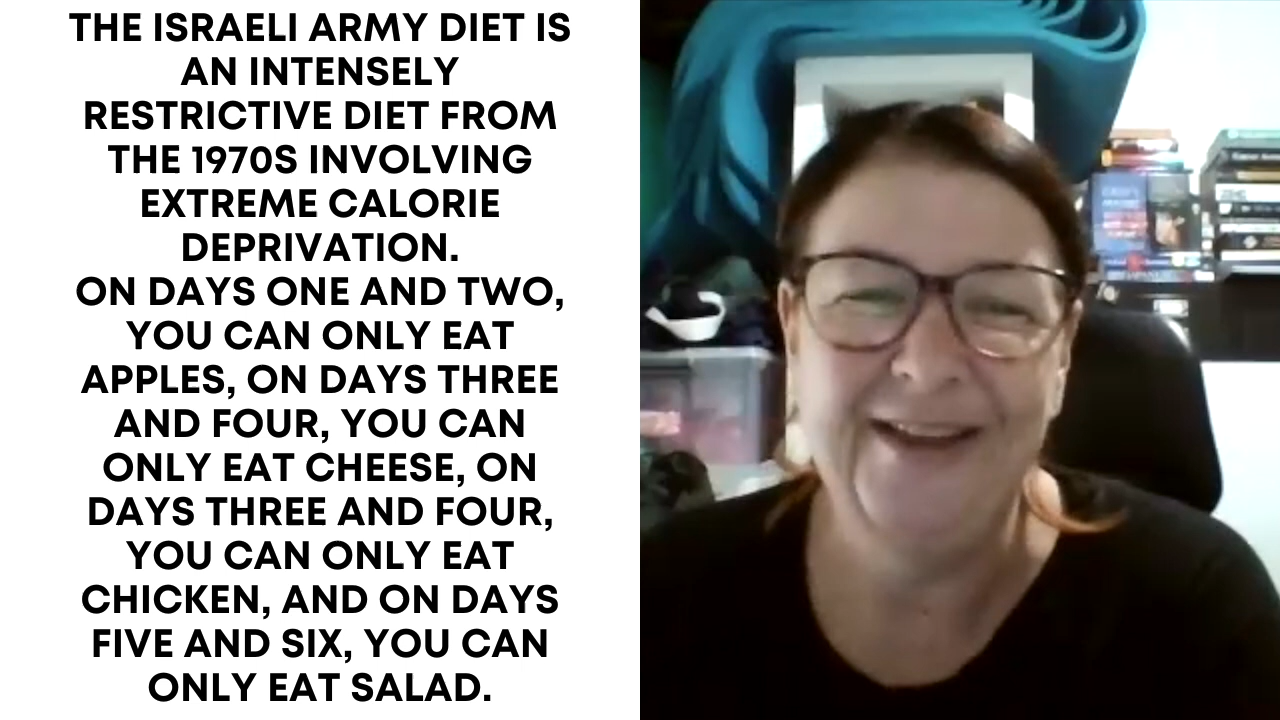 THE ISRAELI ARMY DIET IS
AN INTENSELY
RESTRICTIVE DIET FROM
THE 1970S INVOLVING
EXTREME CALORIE
DEPRIVATION.
ON DAYS ONE AND TWO,
YOU CAN ONLY EAT
APPLES, ON DAYS THREE
AND FOUR, YOU CAN
ONLY EAT CHEESE, ON
DAYS THREE AND FOUR,
YOU CAN ONLY EAT
CHICKEN, AND ON DAYS
FIVE AND SIX, YOU CAN
ONLY EAT SALAD.